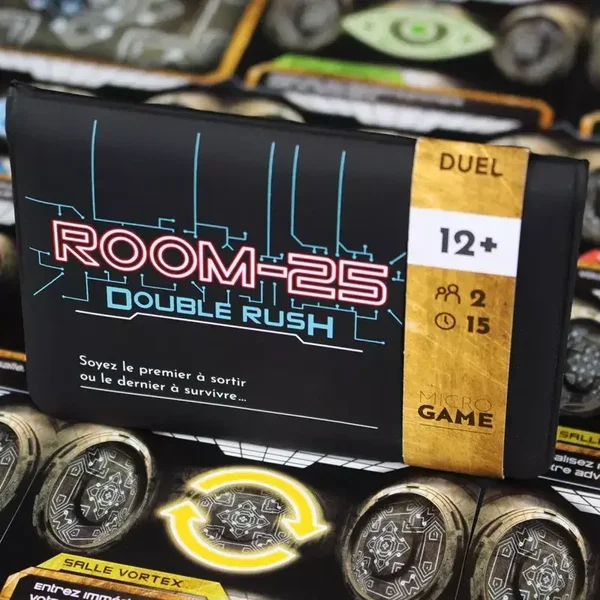 ROOM-25
DOUBLE RUSH
Soyez le premier à sortir
ou le dernier à survivre...
DUEL
12+
2
15
MICRO
GAME
SALLE
SALLE VORTEX